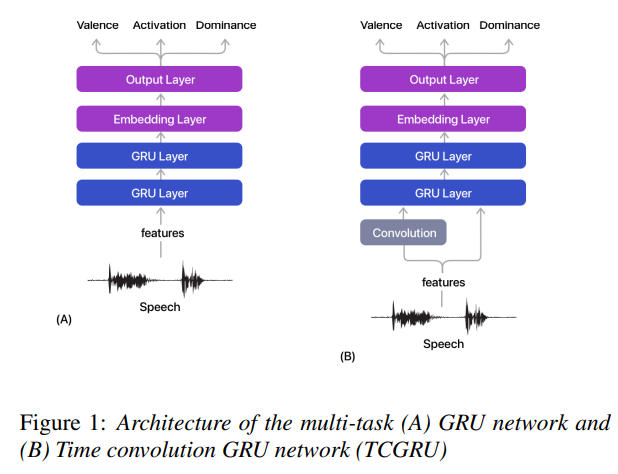 Valence Activation Dominance
Output Layer
Embedding Layer
GRU Layer
GRU Layer
features
Speech
(A)
Valence Activation Dominance
Output Layer
Embedding Layer
GRU Layer
GRU Layer
Convolution
features
Speech
(B)
Figure 1: Architecture of the multi-task (A) GRU network and
(B) Time convolution GRU network (TCGRU)